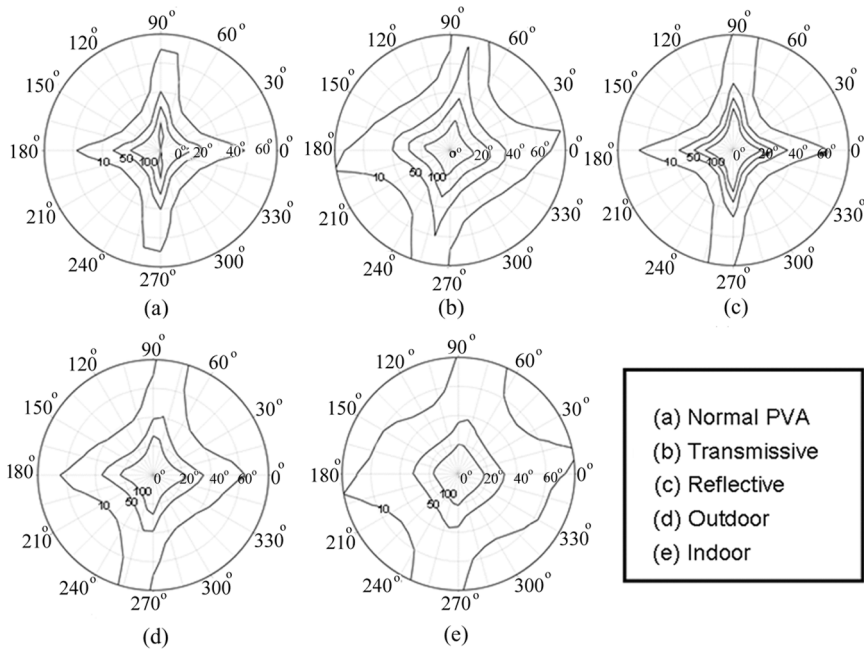 90° 60° 30° 0° 330° 300° 270° 240° 210° 180° 150° 120°
10 50 100 0° 20° 40° 60°
(a)
90° 60° 30° 0° 330° 300° 270° 240° 210° 180° 150° 120°
10 50 100 0° 20° 40° 60°
(b)
90° 60° 30° 0° 330° 300° 270° 240° 210° 180° 150° 120°
10 50 100 0° 20° 40° 60°
(c)
90° 60° 30° 0° 330° 300° 270° 240° 210° 180° 150° 120°
10 50 100 0° 20° 40° 60°
(d)
90° 60° 30° 0° 330° 300° 270° 240° 210° 180° 150° 120°
10 50 100 0° 20° 40° 60°
(e)
(a) Normal PVA
(b) Transmissive
(c) Reflective
(d) Outdoor
(e) Indoor